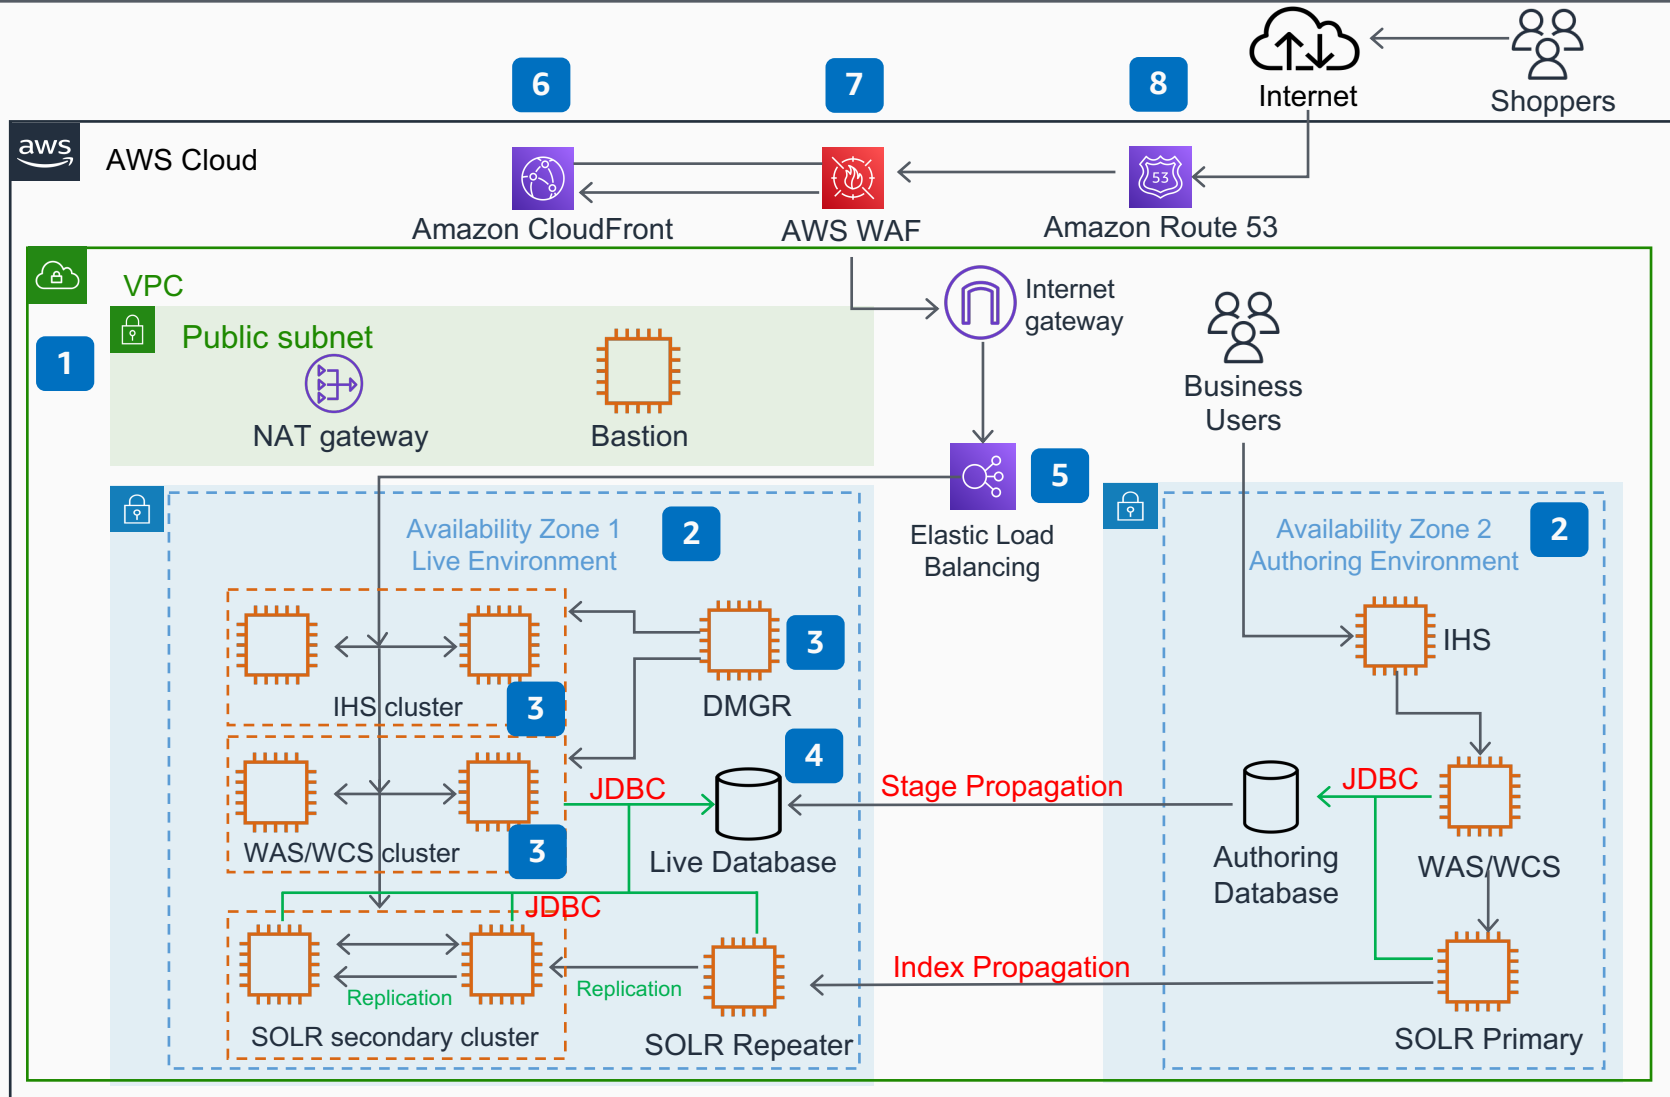 6
7
8
Internet
Shoppers
aws
AWS Cloud
53
Amazon CloudFront
AWS WAF
Amazon Route 53
VPC
Internet
gateway
1
Public subnet
NAT gateway
Bastion
Business
Users
5
Elastic Load
Balancing
Availability Zone 1
Live Environment
2
Availability Zone 2
Authoring Environment
2
IHS cluster
3
DMGR
3
IHS
WAS/WCS cluster
3
JDBC
4
Live Database
Stage Propagation
Authoring
Database
JDBC
WAS/WCS
JDBC
Replication
SOLR secondary cluster
Replication
SOLR Repeater
Index Propagation
SOLR Primary